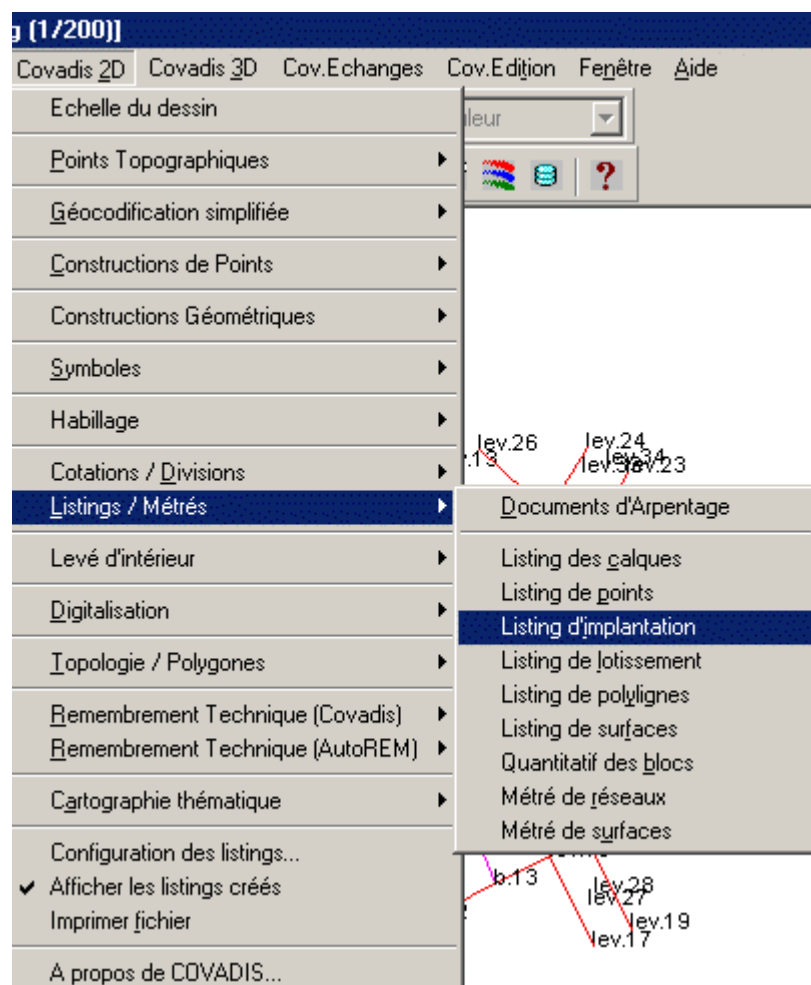 g (1/200)]
Covadis 2D Covadis 3D Cov.Echanges Cov.Edition Fenêtre Aide
Echelle du dessin
uleur
Points Topographiques
?
Géocodification simplifiée
Constructions de Points
Constructions Géométriques
Symboles
Habillage
lev.26
lev.24
lev.34
.13
lev.23
Cotations / Divisions
Listings / Métrés
Documents d'Arpentage
Levé d'intérieur
Listing des calques
Listing de points
Digitalisation
Listing d'implantation
Topologie / Polygones
Listing de lotissement
Listing de polylignes
Remembrement Technique (Covadis)
Listing de surfaces
Remembrement Technique (AutoREM)
Quantitatif des blocs
Cartographie thématique
Métré de réseaux
Métré de surfaces
Configuration des listings...
Afficher les listings créés
b.13
lev.28
lev.27
Imprimer fichier
lev.19
lev.17
A propos de COVADIS...